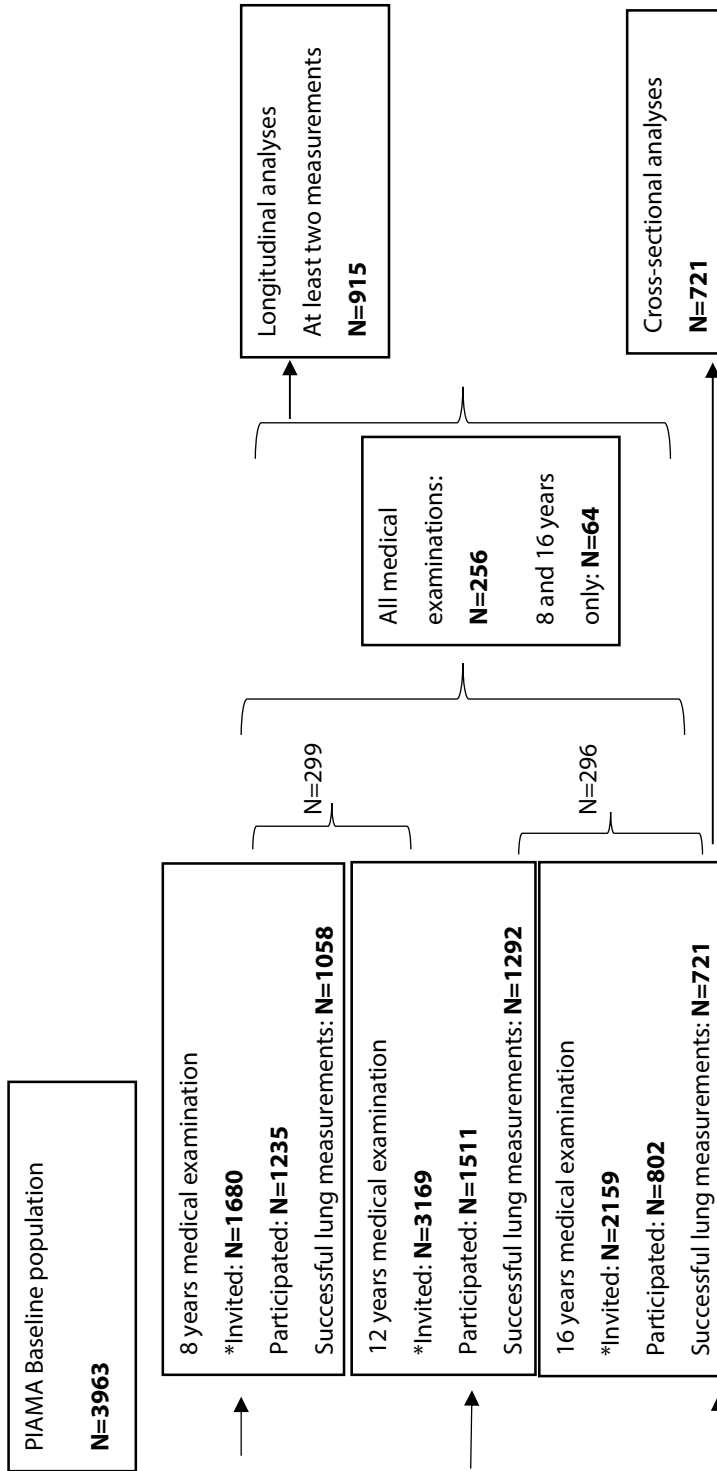 PIAMA Baseline population
N=3963
8 years medical examination
*Invited: N=1680
Participated: N=1235
Successful lung measurements: N=1058
12 years medical examination
*Invited: N=3169
Participated: N=1511
Successful lung measurements: N=1292
16 years medical examination
*Invited: N=2159
Participated: N=802
Successful lung measurements: N=721
N=299
N=296
All medical
examinations:
N=256
8 and 16 years
only: N=64
Longitudinal analyses
At least two measurements
N=915
Cross-sectional analyses
N=721